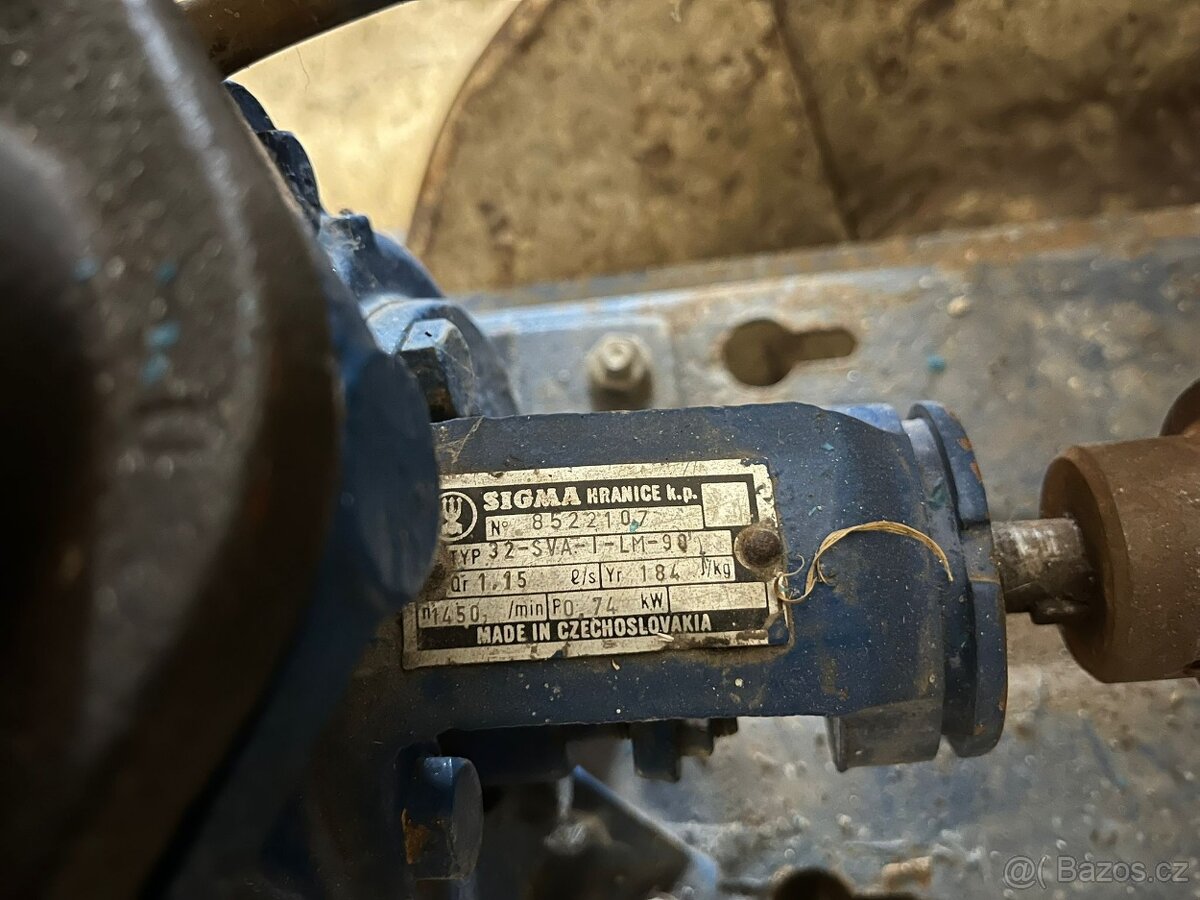 SIGMA HRANICE k.p.
Nº 8522107
TYP 32-SVA-1-LM-90
Qr 1.15 ℓ/s Yr 184 J/kg
n 1450, /min P 0,74 kW
MADE IN CZECHOSLOVAKIA
@( Bazos.cz